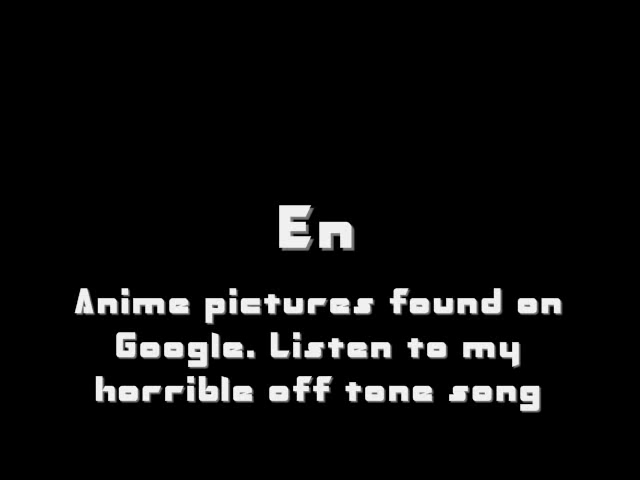 En
Anime pictures found on
Google. Listen to my
horrible off tone song